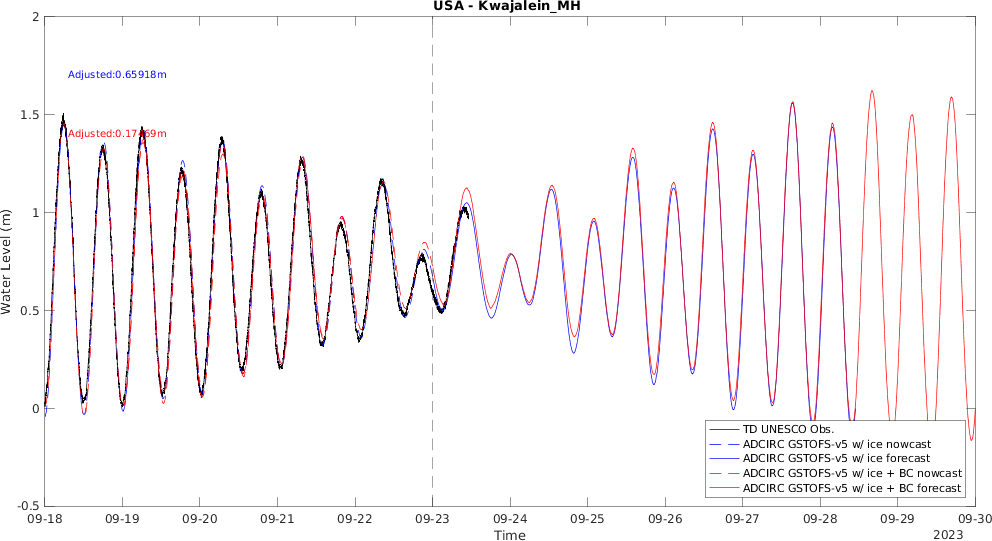 USA - Kwajalein_MH
2
1.5
1
0.5
0
-0.5
Water Level (m)
Adjusted:0.65918m
Adjusted:0.17469m
TD UNESCO Obs.
ADCIRC GSTOFS-v5 w/ ice nowcast
ADCIRC GSTOFS-v5 w/ ice forecast
ADCIRC GSTOFS-v5 w/ ice + BC nowcast
ADCIRC GSTOFS-v5 w/ ice + BC forecast
09-18 09-19 09-20 09-21 09-22 09-23 09-24 09-25 09-26 09-27 09-28 09-29 09-30
Time
2023